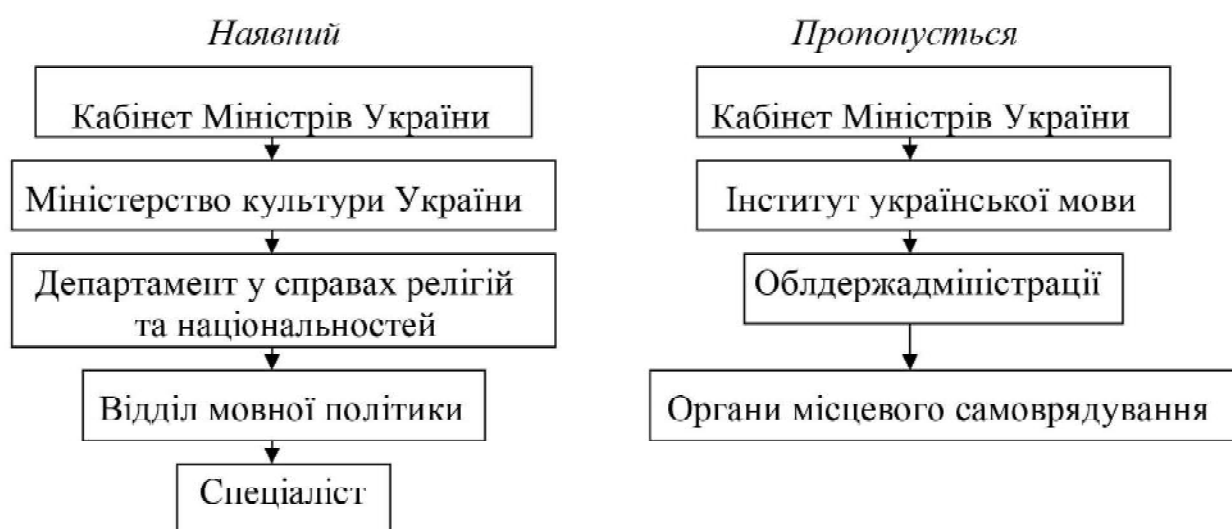 Наявний
Кабінет Міністрів України
Міністерство культури України
Департамент у справах релігій
та національностей
Відділ мовної політики
Спеціаліст
Пропонується
Кабінет Міністрів України
Інститут української мови
Облдержадміністрації
Органи місцевого самоврядування